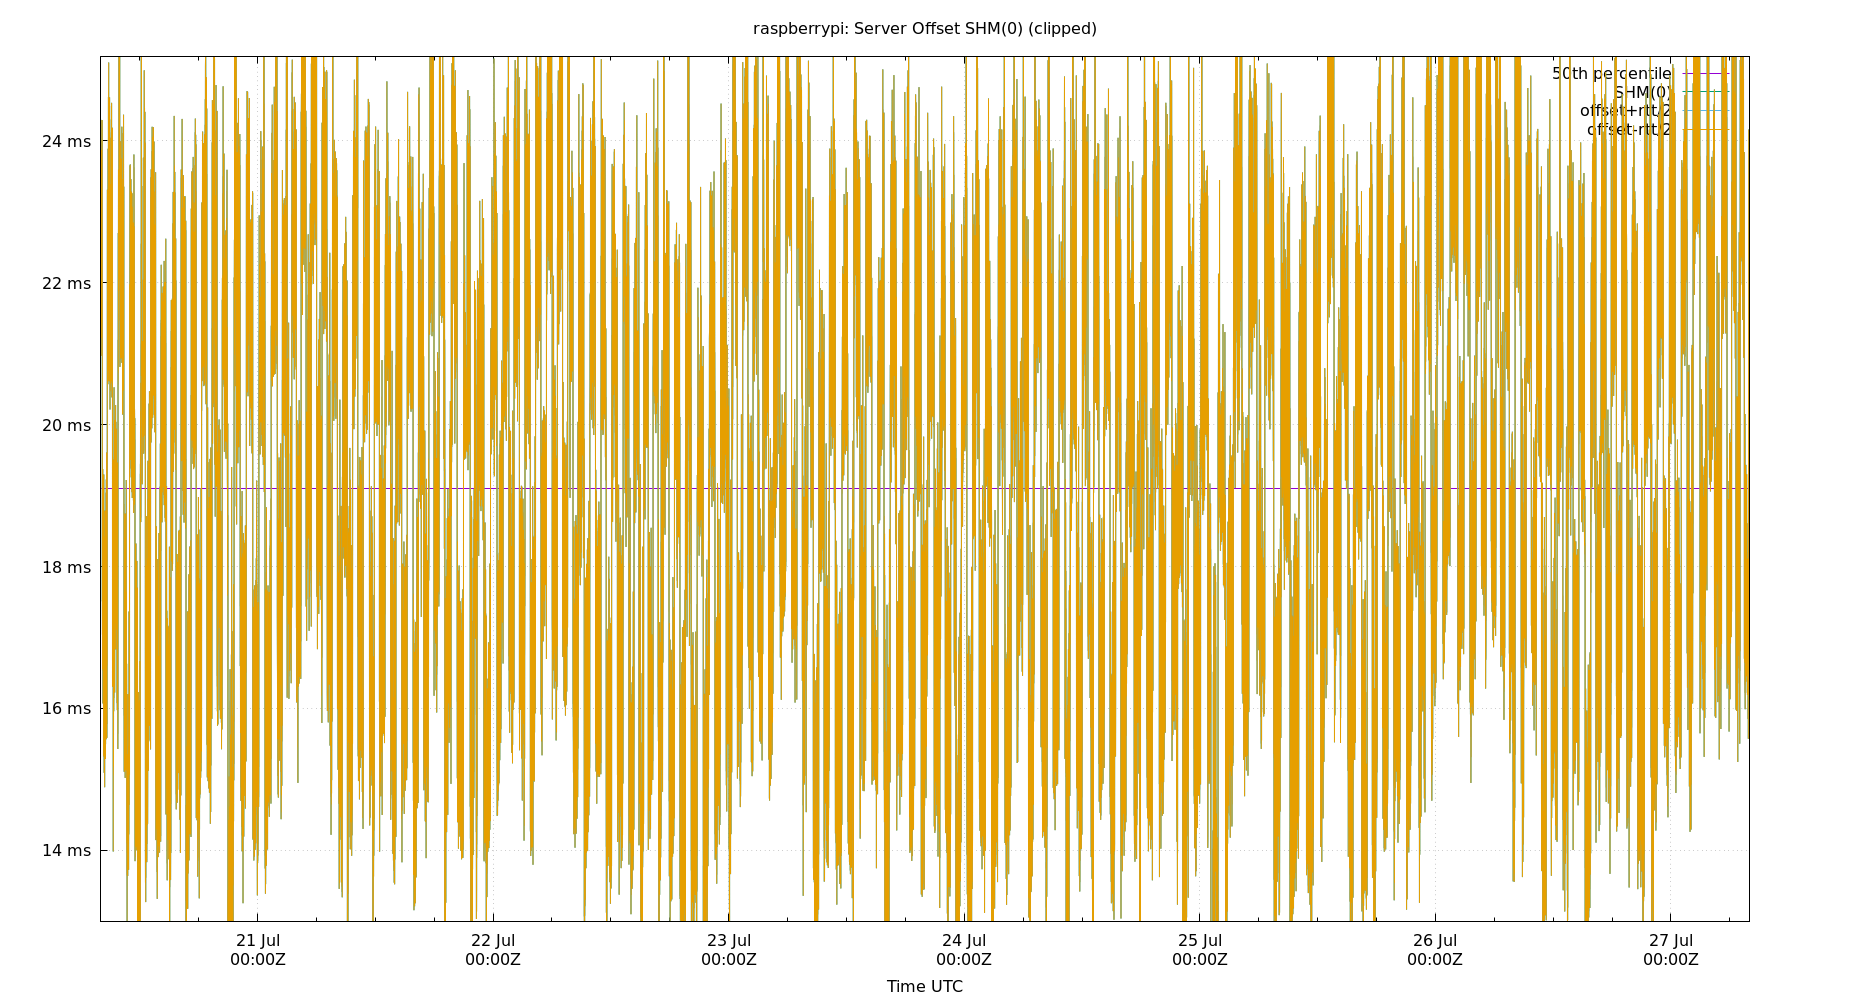 raspberrypi: Server Offset SHM(0) (clipped)
50th percentile
SHM(0)
offset+rtt/2
offset-rtt/2
24 ms
22 ms
20 ms
18 ms
16 ms
14 ms
21 Jul 22 Jul 23 Jul 24 Jul 25 Jul 26 Jul 27 Jul
00:00Z 00:00Z 00:00Z 00:00Z 00:00Z 00:00Z 00:00Z
Time UTC